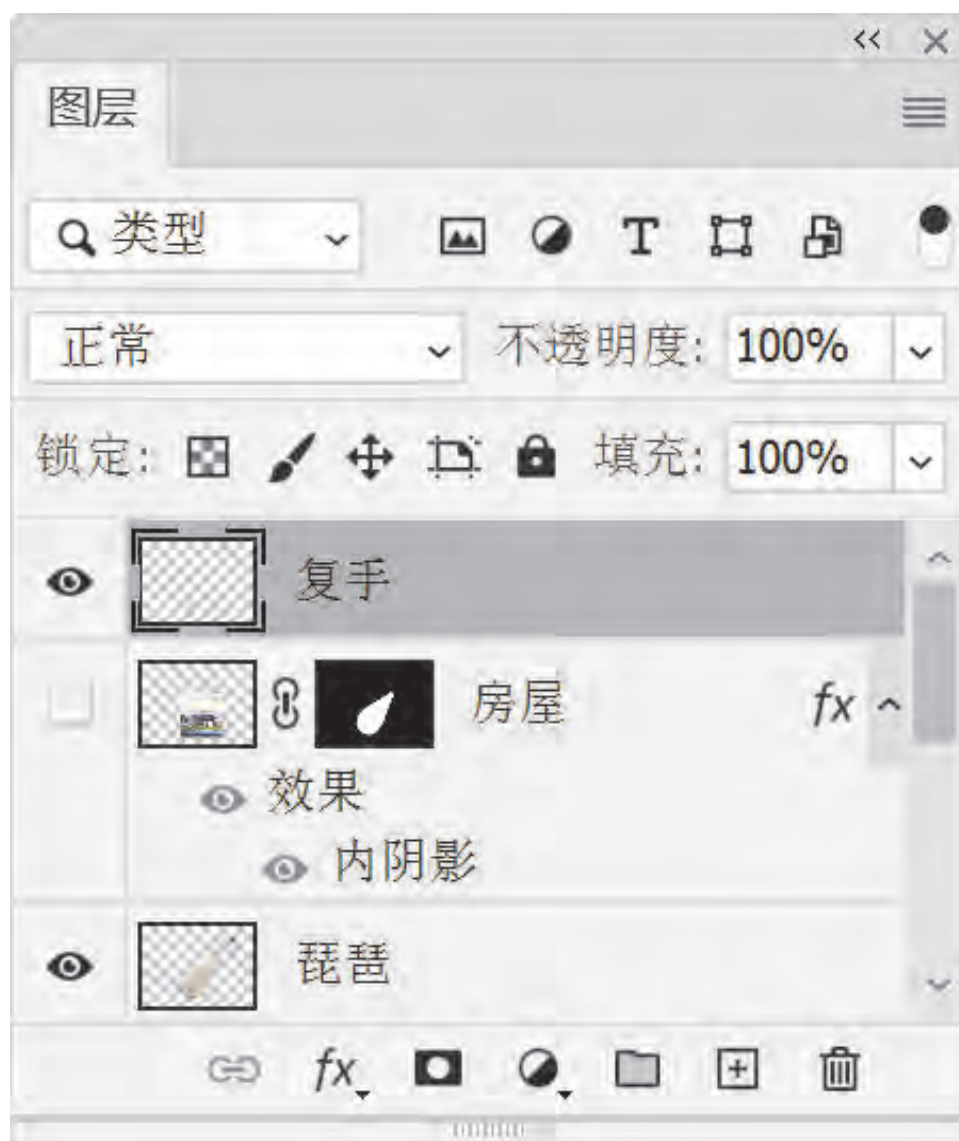 图层
类型
正常 不透明度: 100%
锁定: 填充: 100%
复手
房屋 fx
效果
内阴影
琵琶
fx